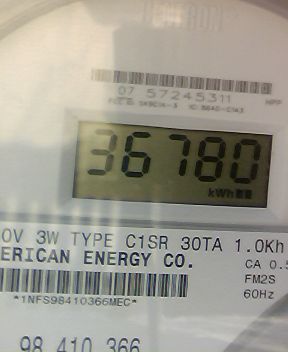 07 57245311
36780
kWh
0V 3W TYPE C1SR 30TA 1.0Kh
ERICAN ENERGY CO.
CA 0.5
FM2S
60Hz
*1NFS98410366MEC*
98 410 366